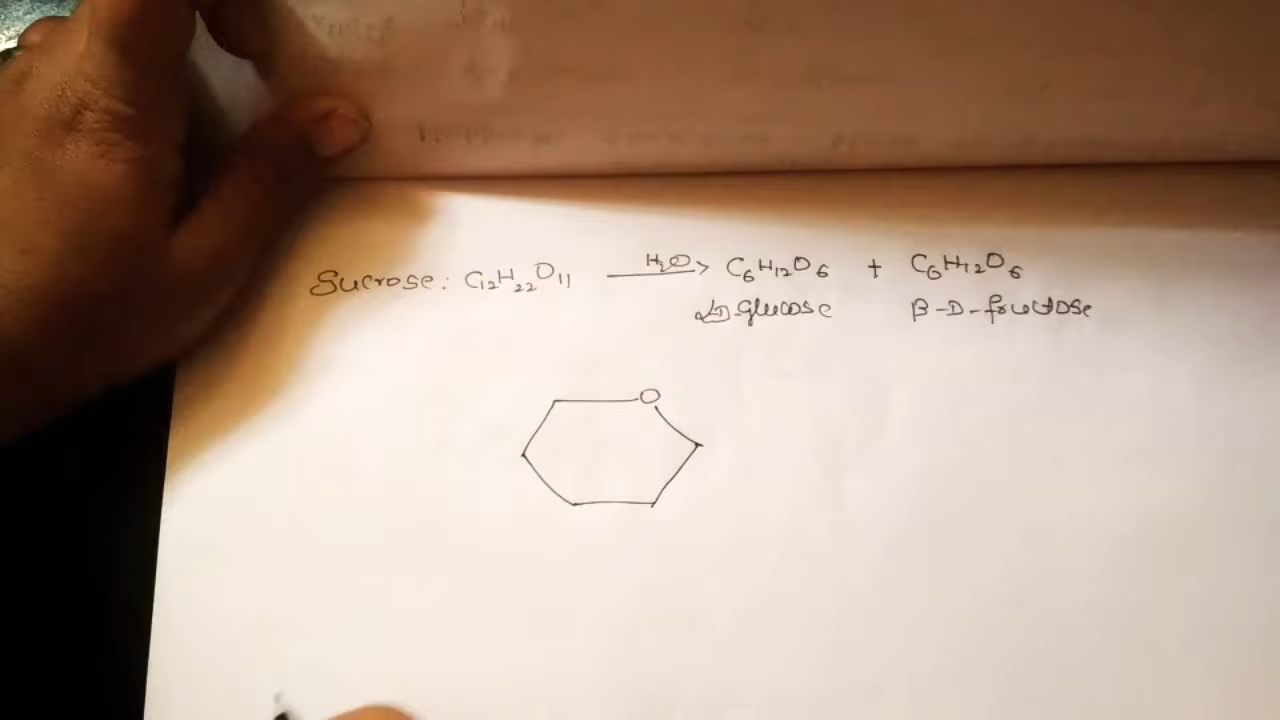 Sucrose: C₁₂H₂₂O₁₁ H₂O → C₆H₁₂O₆ + C₆H₁₂O₆
α-D-glucose β-D-fructose
O